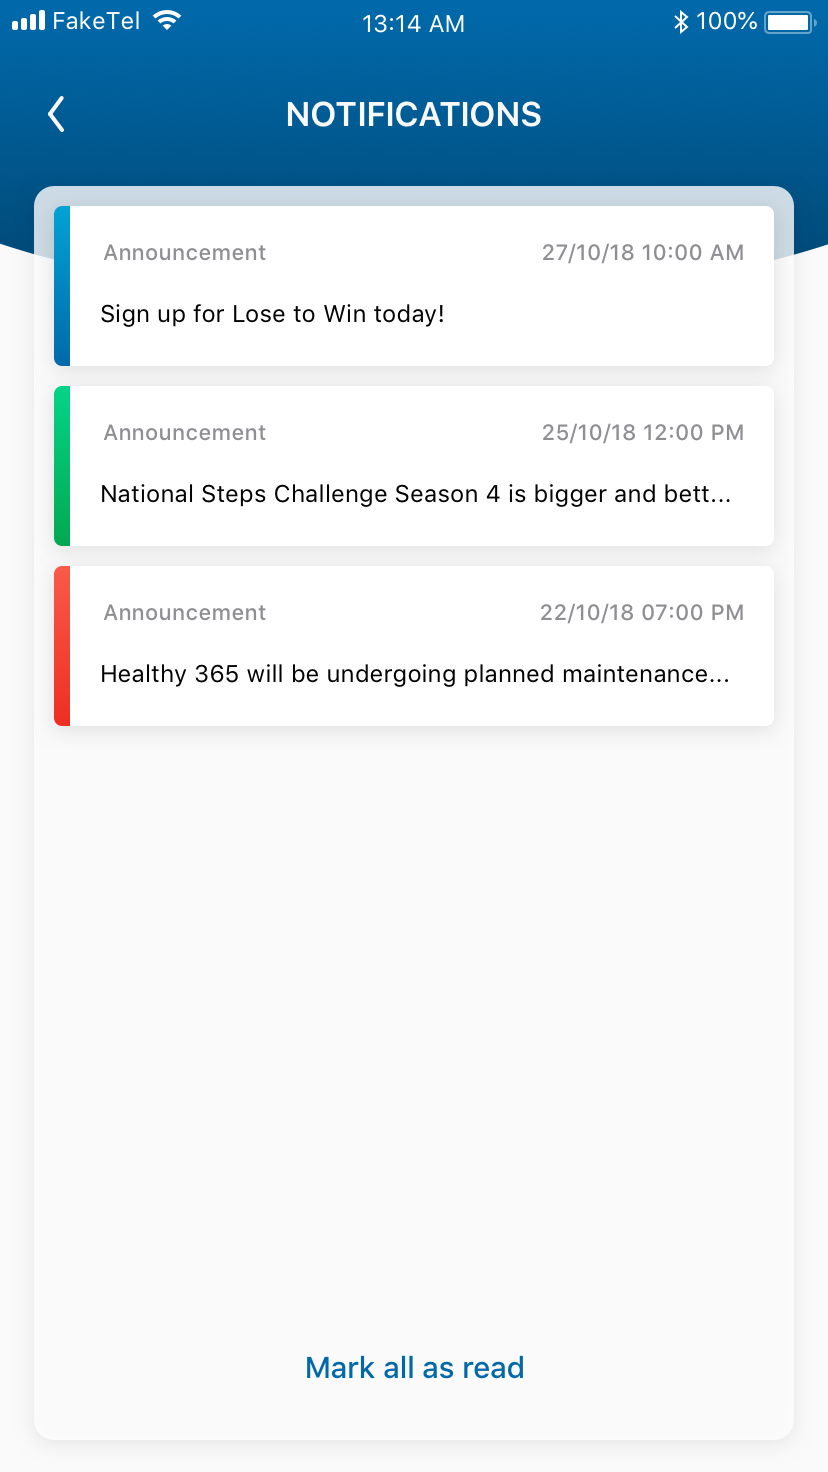 FakeTel 13:14 AM 100%
NOTIFICATIONS
Announcement 27/10/18 10:00 AM
Sign up for Lose to Win today!
Announcement 25/10/18 12:00 PM
National Steps Challenge Season 4 is bigger and bett...
Announcement 22/10/18 07:00 PM
Healthy 365 will be undergoing planned maintenance...
Mark all as read